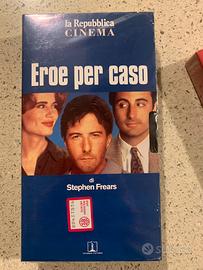 la Repubblica
CINEMA
Eroe per caso
di
Stephen Frears